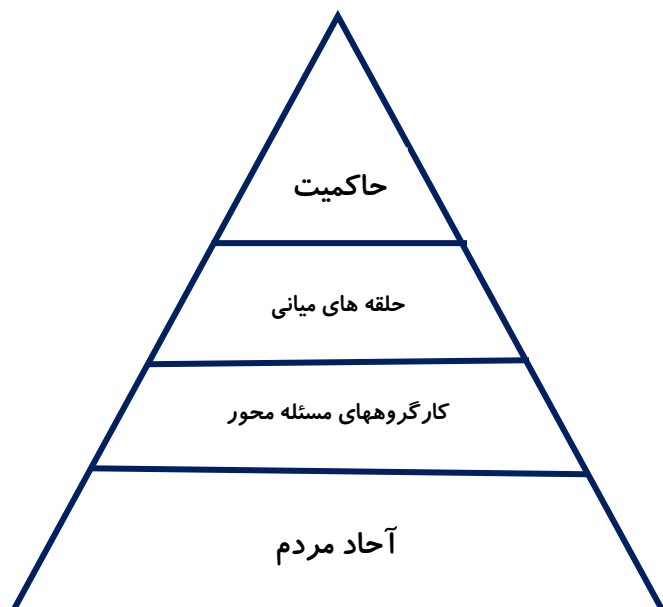 حاکمیت
حلقه های میانی
کارگروههای مسئله محور
آحاد مردم